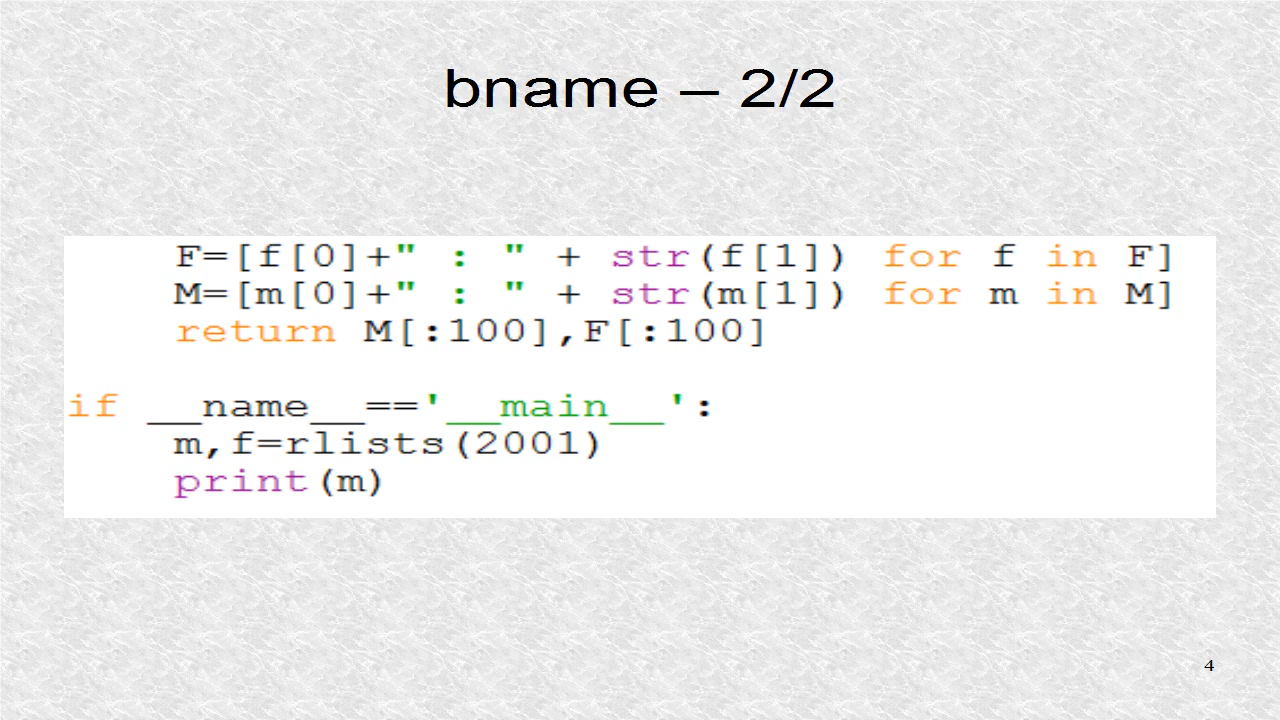 bname – 2/2
F=[f[0]+" : " + str(f[1]) for f in F]
M=[m[0]+" : " + str(m[1]) for m in M]
return M[:100],F[:100]
if __name__=='__main__':
m,f=rlists(2001)
print(m)
4